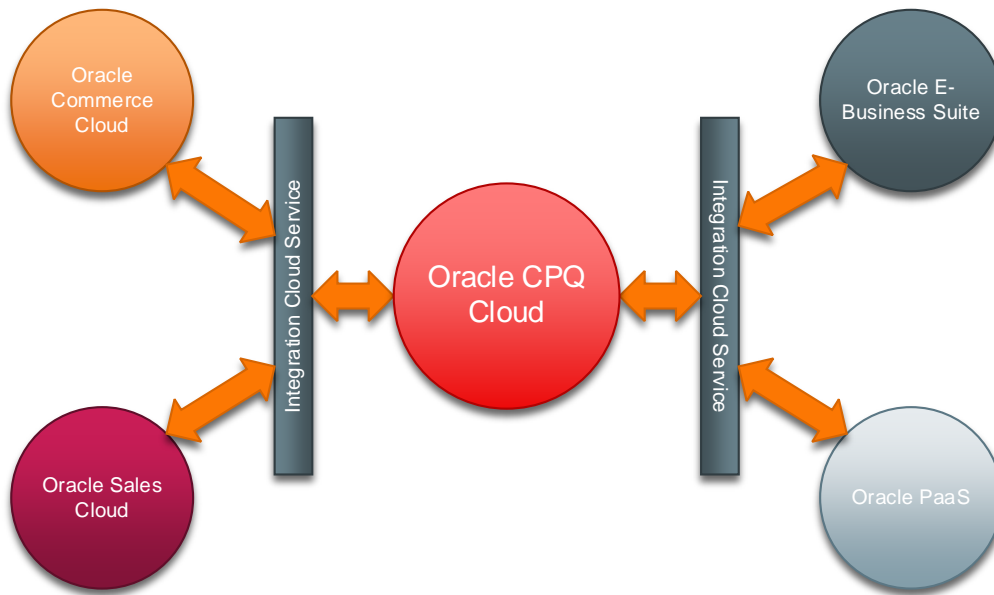 Oracle
Commerce
Cloud
Oracle E-
Business Suite
Integration Cloud Service
Oracle CPQ
Cloud
Integration Cloud Service
Oracle Sales
Cloud
Oracle PaaS